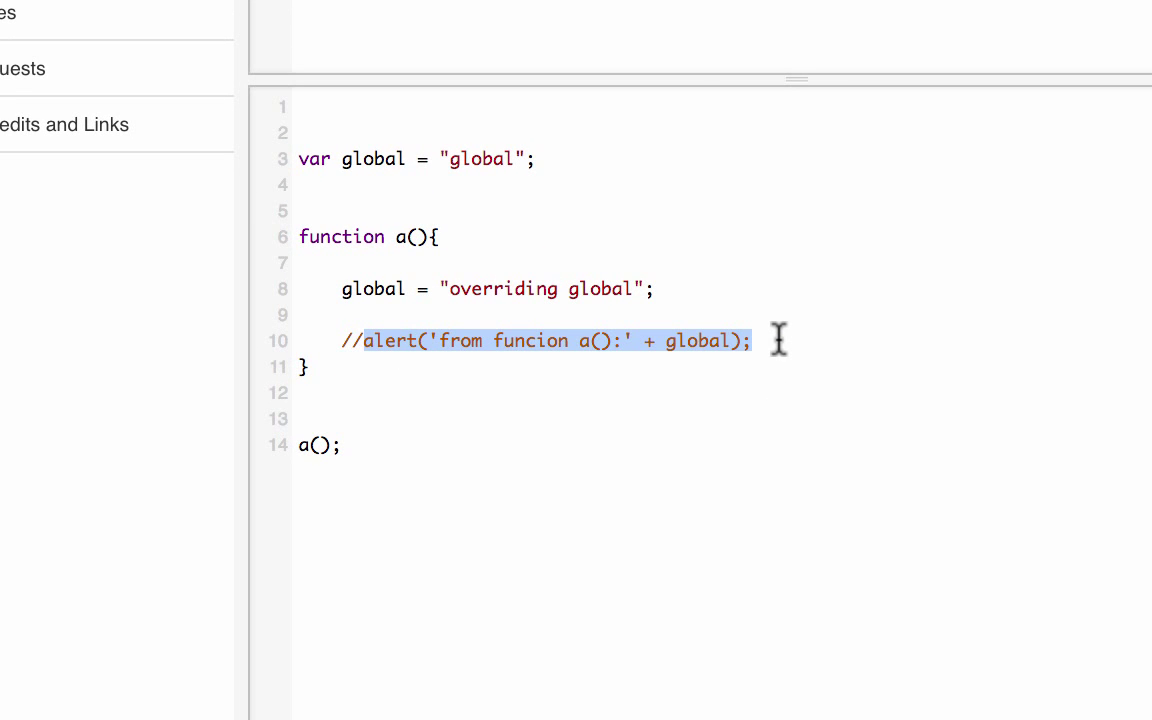 es
uests
edits and Links
1
2
3 var global = "global";
4
5
6 function a(){
7
8 global = "overriding global";
9
10 //alert('from funcion a():' + global);
11 }
12
13
14 a();